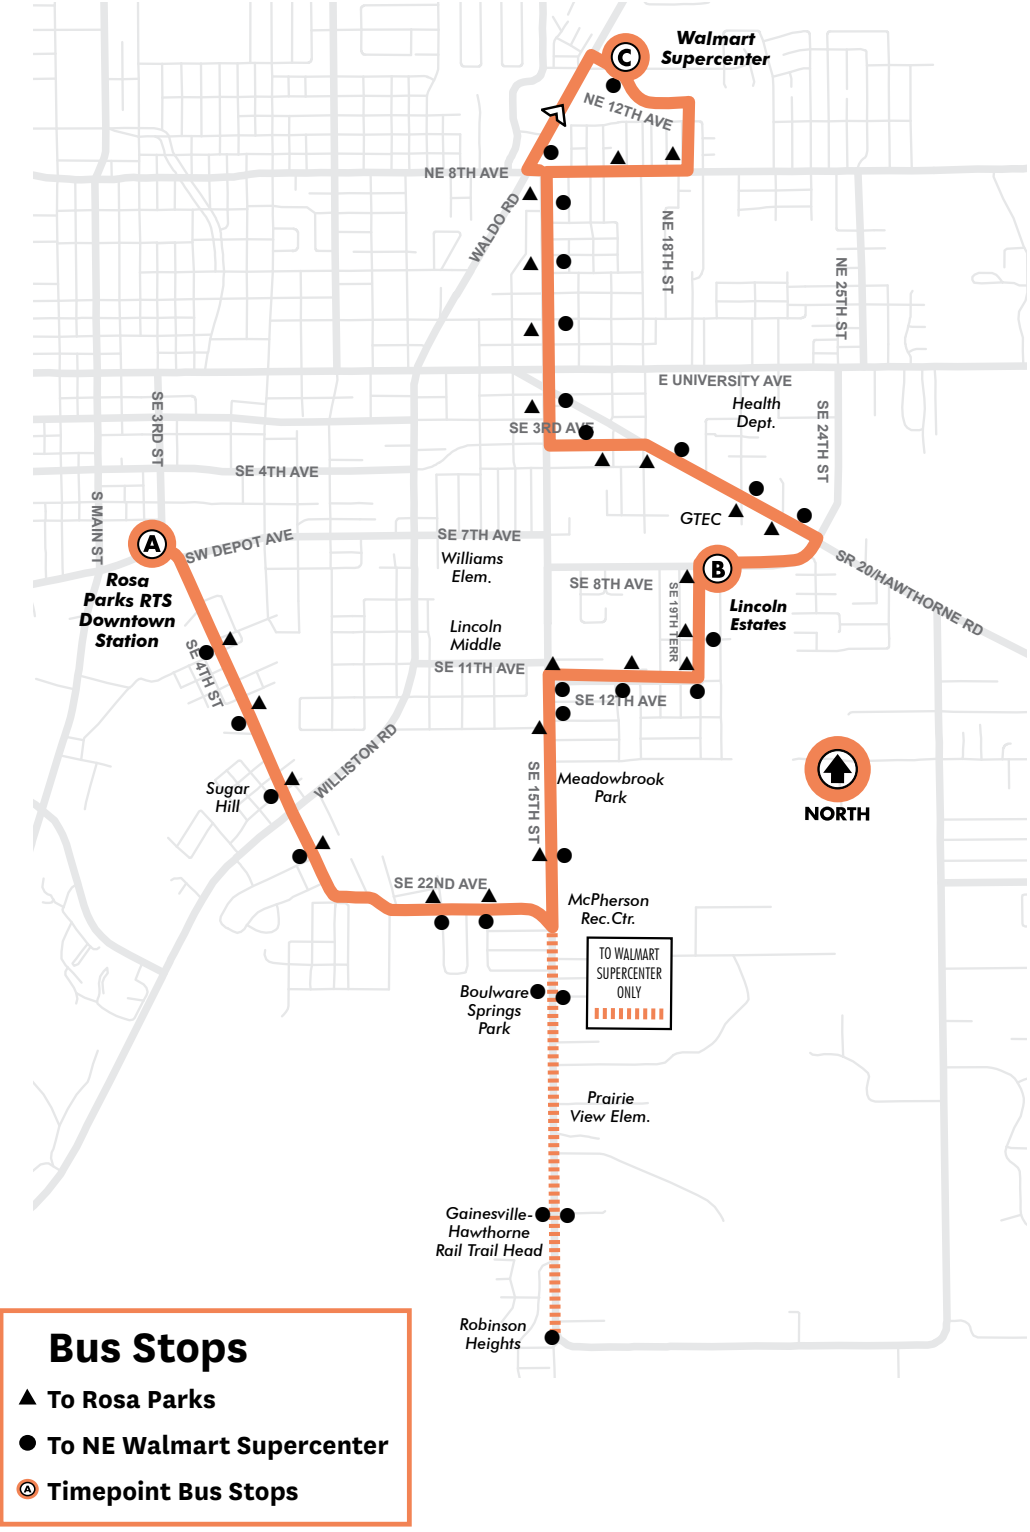 Walmart
Supercenter
C
NE 12TH AVE
NE 8TH AVE
WALDO RD
NE 18TH ST
NE 25TH ST
E UNIVERSITY AVE
Health
Dept.
SE 3RD ST
SE 3RD AVE
SE 24TH ST
SE 4TH AVE
S MAIN ST
GTEC
A
SW DEPOT AVE
SE 7TH AVE
Williams
Elem.
B
SE 8TH AVE
SR 20/HAWTHORNE RD
Rosa
Parks RTS
Downtown
Station
SE 19TH TERR
Lincoln
Estates
Lincoln
Middle
SE 4TH ST
SE 11TH AVE
SE 12TH AVE
WILLISTON RD
Sugar
Hill
SE 15TH ST
Meadowbrook
Park
NORTH
SE 22ND AVE
McPherson
Rec.Ctr.
TO WALMART
SUPERCENTER
ONLY
Boulware
Springs
Park
Prairie
View Elem.
Gainesville-
Hawthorne
Rail Trail Head
Robinson
Heights
Bus Stops
To Rosa Parks
To NE Walmart Supercenter
A Timepoint Bus Stops